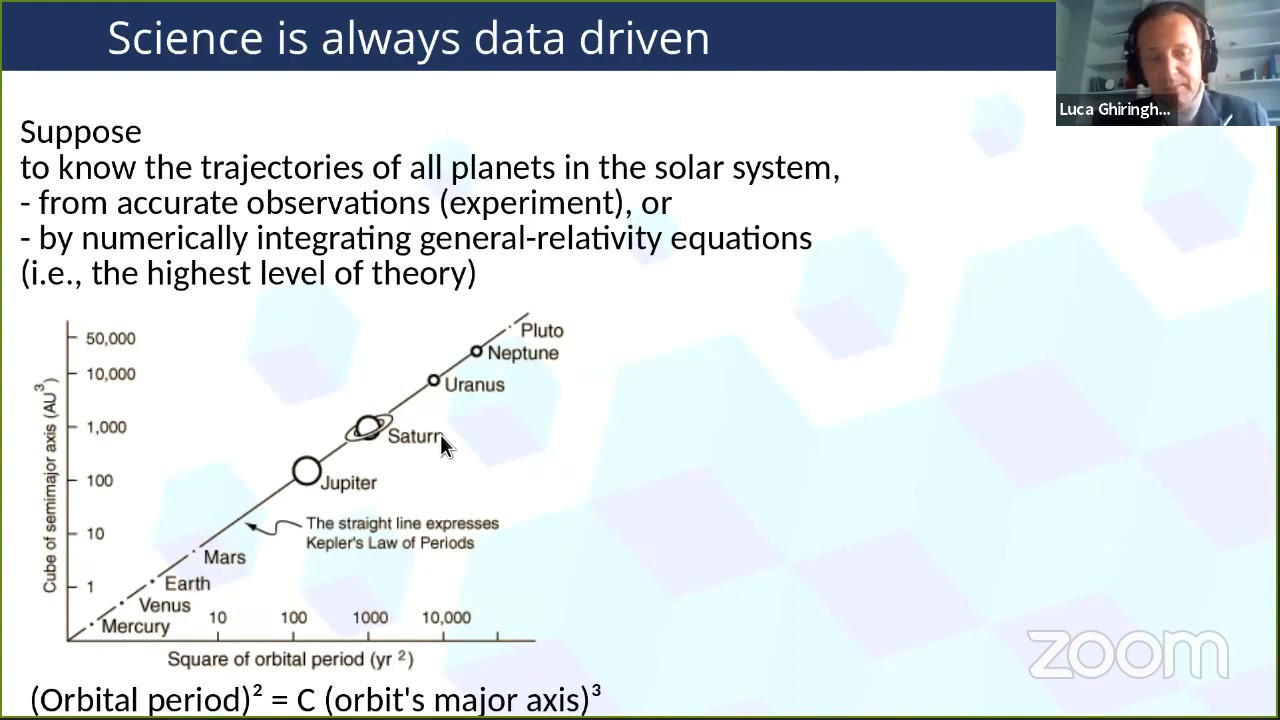 Science is always data driven
Luca Ghiringh...
Suppose
to know the trajectories of all planets in the solar system,
- from accurate observations (experiment), or
- by numerically integrating general-relativity equations
(i.e., the highest level of theory)
Cube of semimajor axis (AU³)
50,000
10,000
1,000
100
10
1
Pluto
Neptune
Uranus
Saturn
Jupiter
The straight line expresses
Kepler's Law of Periods
Mars
Earth
Venus
Mercury
10 100 1000 10,000
Square of orbital period (yr ²)
(Orbital period)² = C (orbit's major axis)³
zoom